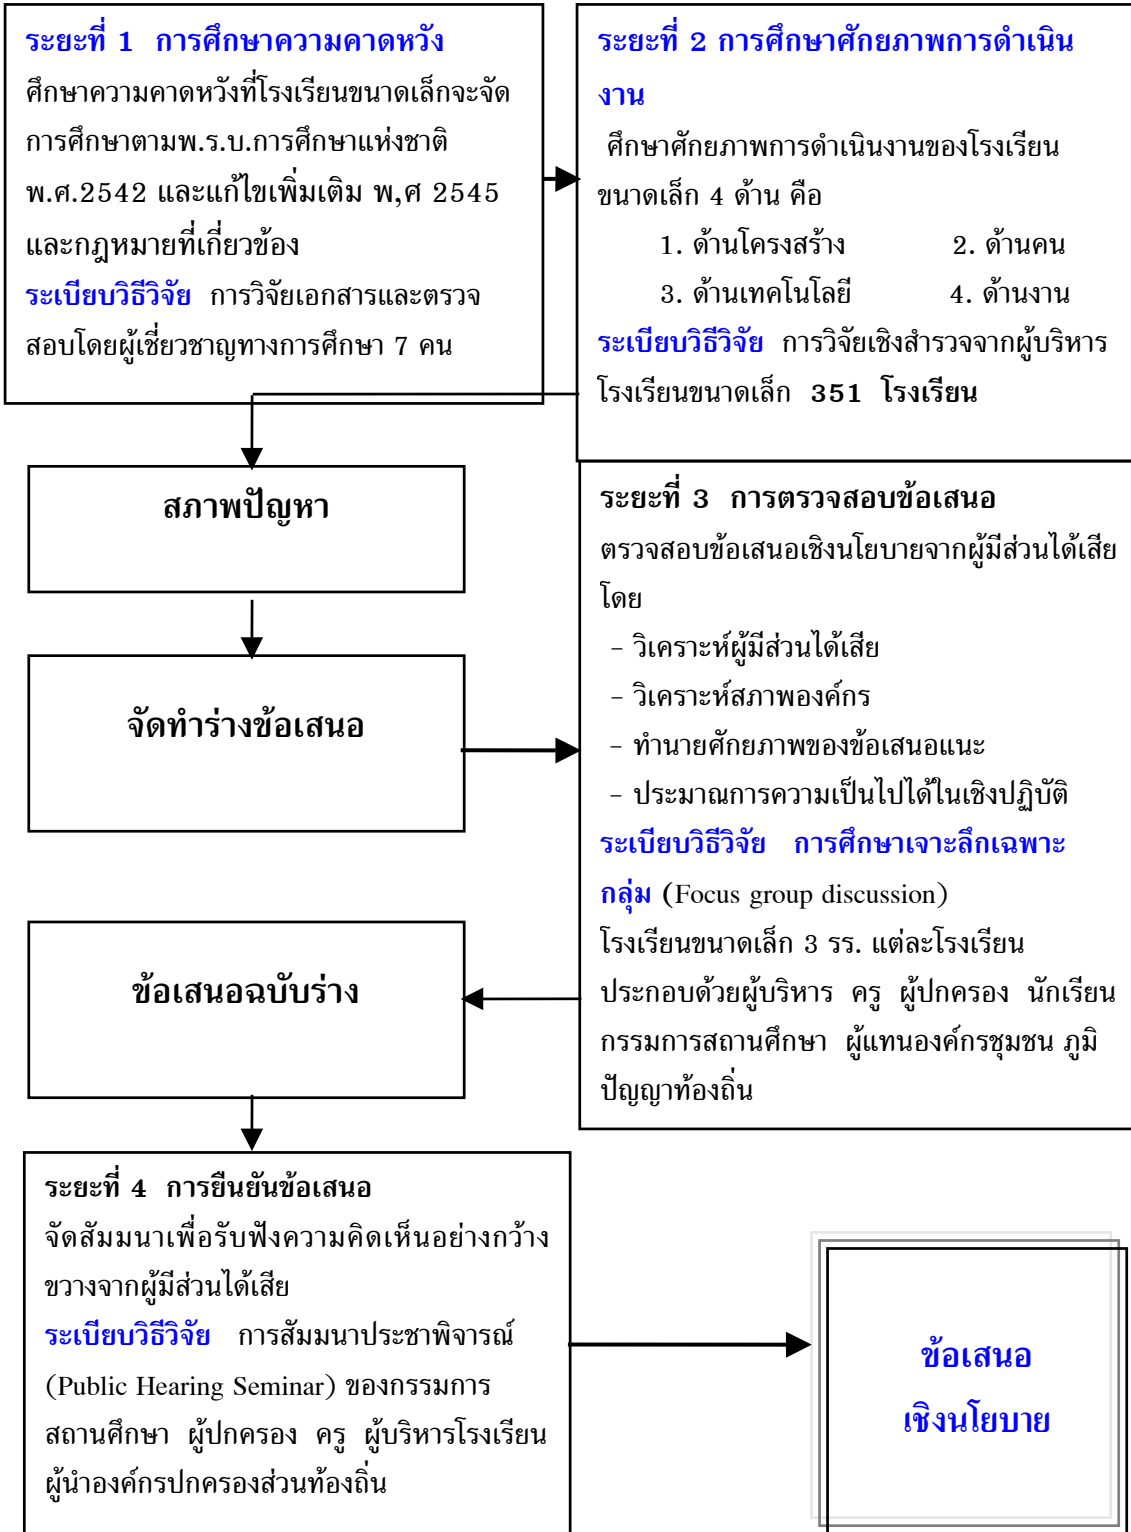 ระยะที่ 1 การศึกษาความคาดหวัง
ศึกษาความคาดหวังที่โรงเรียนขนาดเล็กจะจัด
การศึกษาตามพ.ร.บ.การศึกษาแห่งชาติ
พ.ศ.2542 และแก้ไขเพิ่มเติม พ,ศ 2545
และกฎหมายที่เกี่ยวข้อง
ระเบียบวิธีวิจัย การวิจัยเอกสารและตรวจ
สอบโดยผู้เชี่ยวชาญทางการศึกษา 7 คน
ระยะที่ 2 การศึกษาศักยภาพการดำเนิน
งาน
ศึกษาศักยภาพการดำเนินงานของโรงเรียน
ขนาดเล็ก 4 ด้าน คือ
1. ด้านโครงสร้าง 2. ด้านคน
3. ด้านเทคโนโลยี 4. ด้านงาน
ระเบียบวิธีวิจัย การวิจัยเชิงสำรวจจากผู้บริหาร
โรงเรียนขนาดเล็ก 351 โรงเรียน
สภาพปัญหา
จัดทำร่างข้อเสนอ
ระยะที่ 3 การตรวจสอบข้อเสนอ
ตรวจสอบข้อเสนอเชิงนโยบายจากผู้มีส่วนได้เสีย
โดย
- วิเคราะห์ผู้มีส่วนได้เสีย
- วิเคราะห์สภาพองค์กร
- ทำนายศักยภาพของข้อเสนอแนะ
- ประมาณการความเป็นไปได้ในเชิงปฏิบัติ
ระเบียบวิธีวิจัย การศึกษาเจาะลึกเฉพาะ
กลุ่ม (Focus group discussion)
โรงเรียนขนาดเล็ก 3 รร. แต่ละโรงเรียน
ประกอบด้วยผู้บริหาร ครู ผู้ปกครอง นักเรียน
กรรมการสถานศึกษา ผู้แทนองค์กรชุมชน ภูมิ
ปัญญาท้องถิ่น
ข้อเสนอฉบับร่าง
ระยะที่ 4 การยืนยันข้อเสนอ
จัดสัมมนาเพื่อรับฟังความคิดเห็นอย่างกว้าง
ขวางจากผู้มีส่วนได้เสีย
ระเบียบวิธีวิจัย การสัมมนาประชาพิจารณ์
(Public Hearing Seminar) ของกรรมการ
สถานศึกษา ผู้ปกครอง ครู ผู้บริหารโรงเรียน
ผู้นำองค์กรปกครองส่วนท้องถิ่น
ข้อเสนอ
เชิงนโยบาย